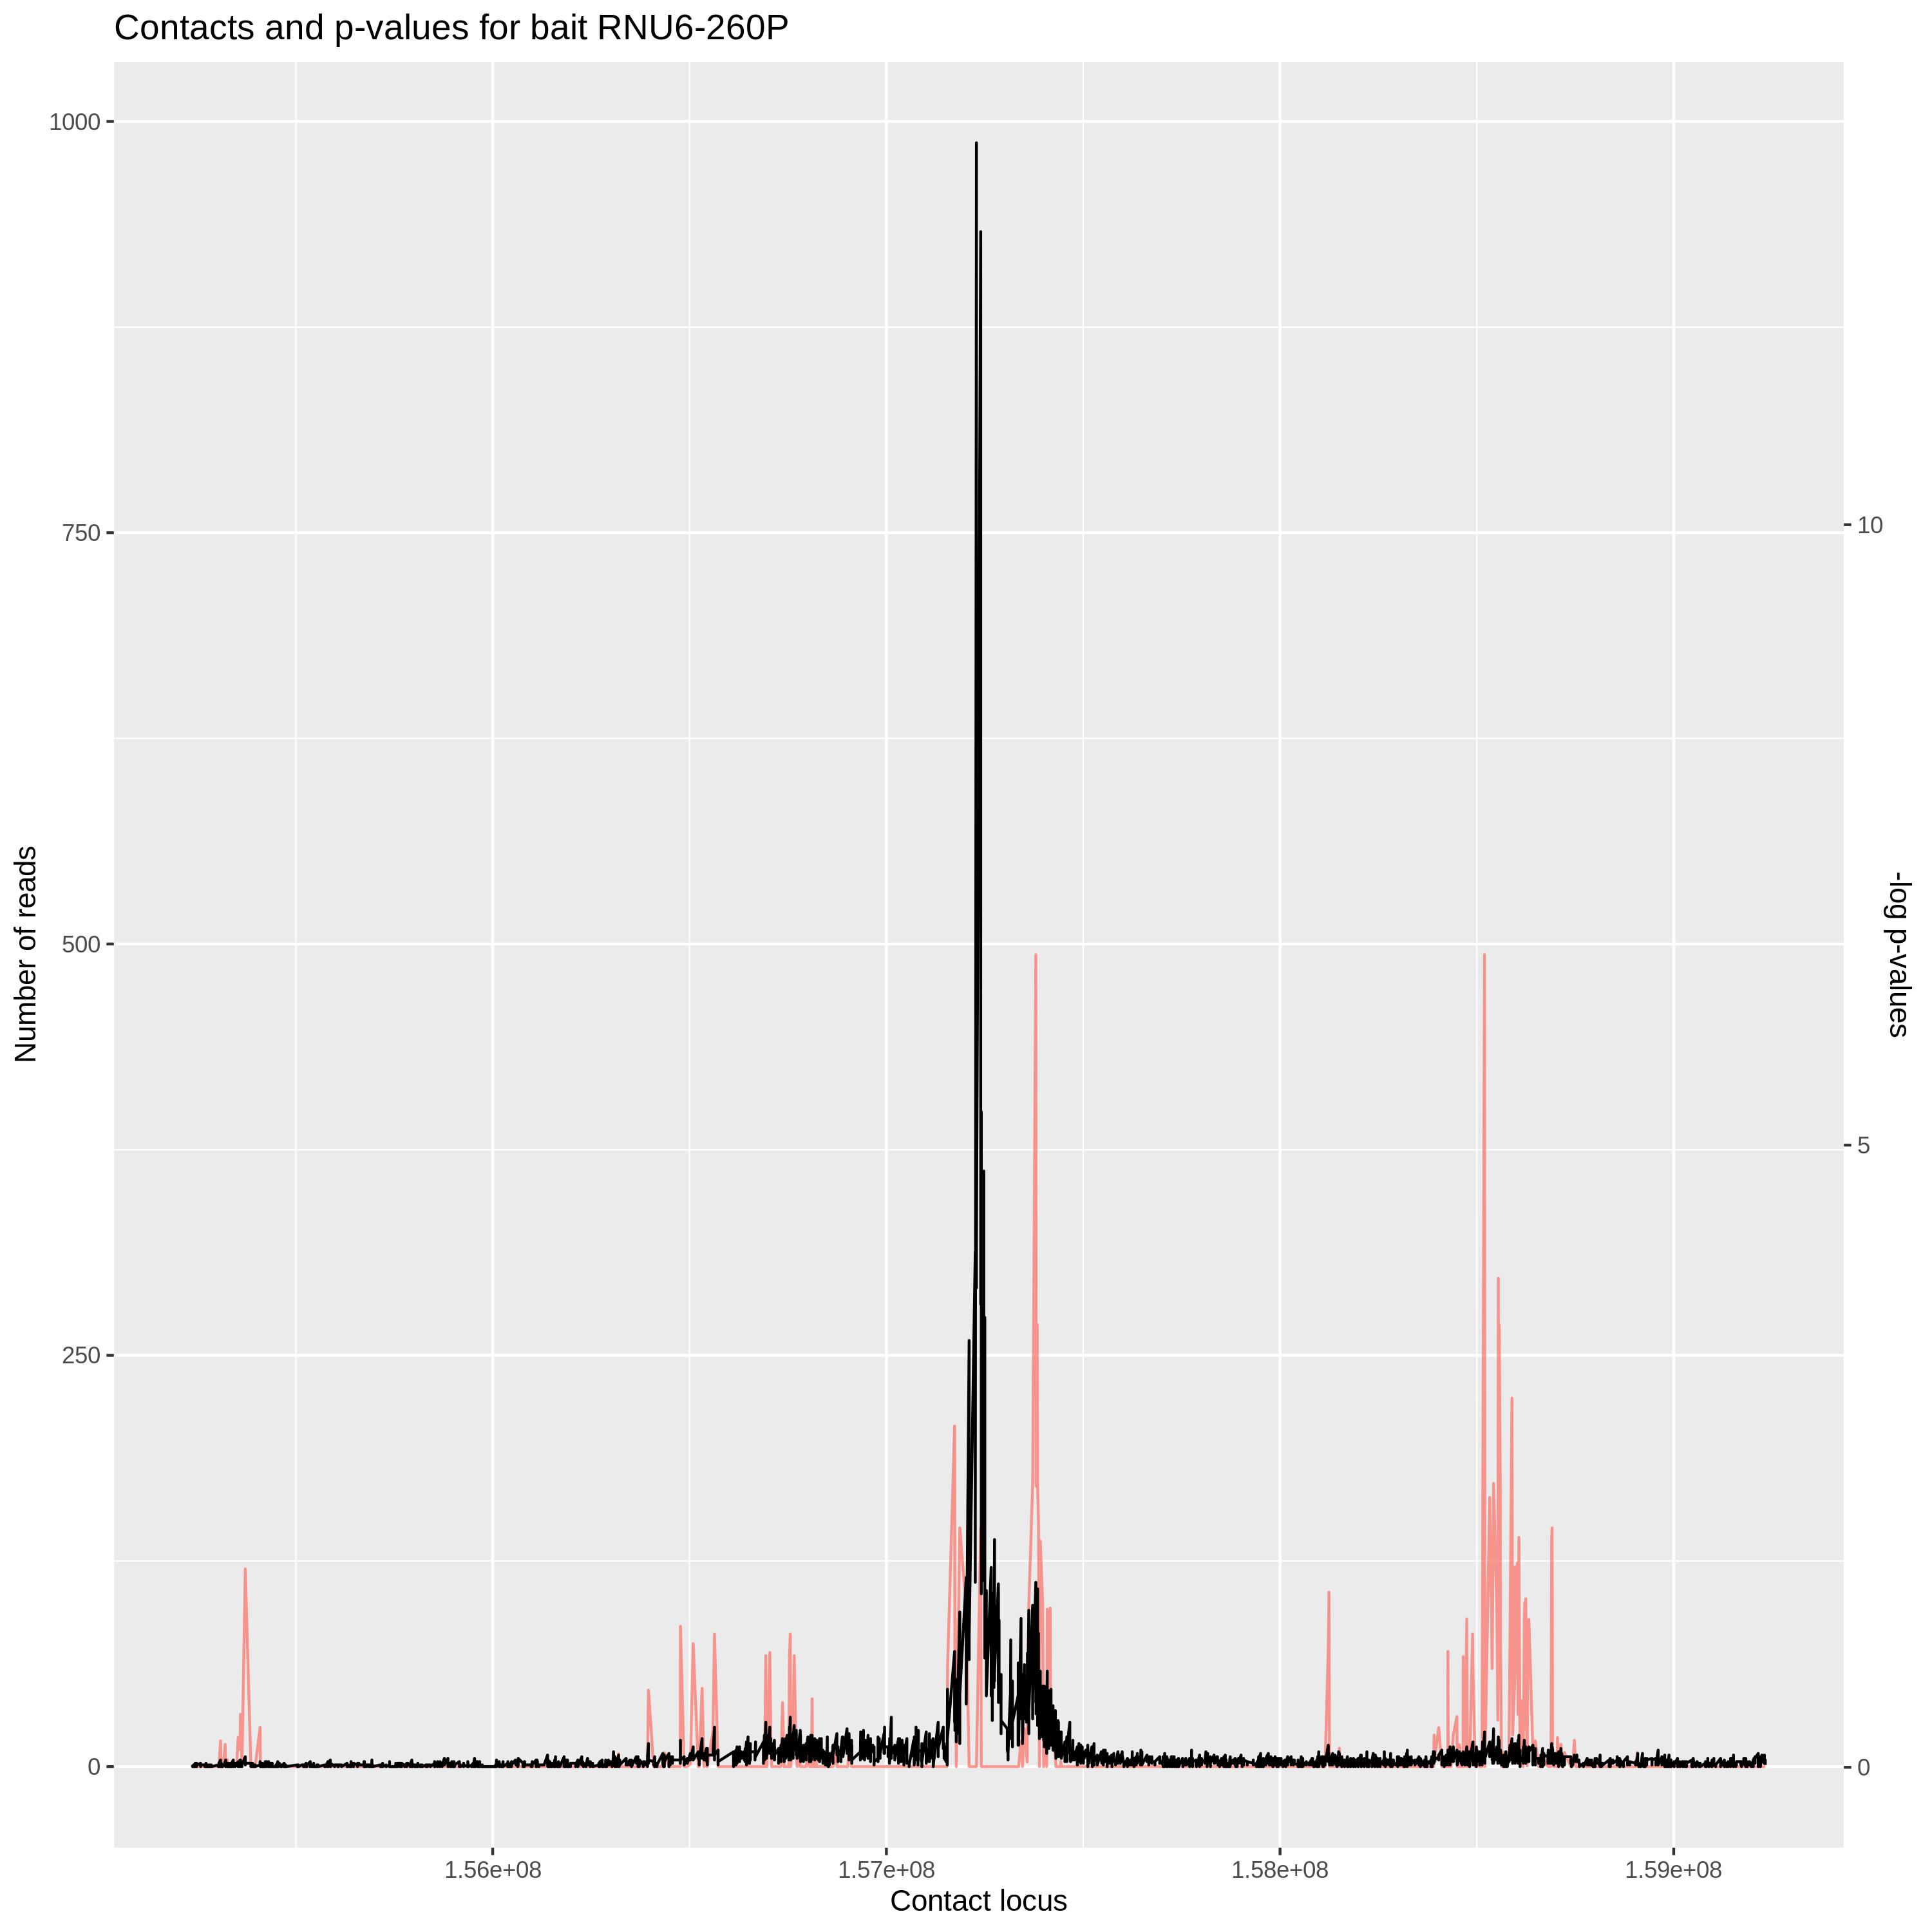 Contacts and p-values for bait RNU6-260P
1000
750
500
250
0
Number of reads
10
5
0
-log p-values
1.56e+08
1.57e+08
1.58e+08
1.59e+08
Contact locus